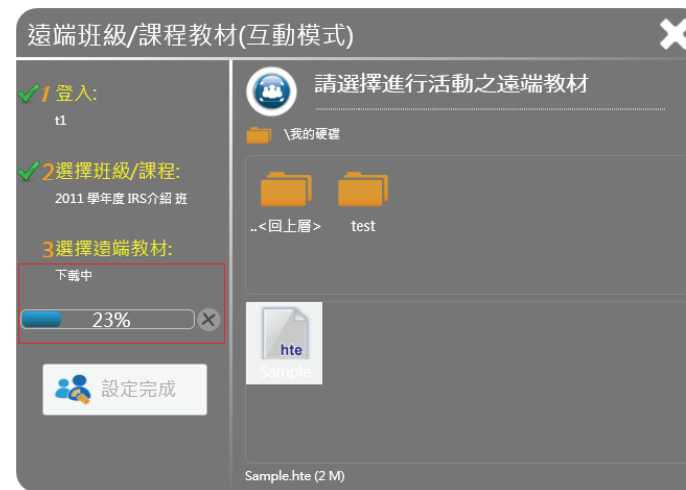 遠端班級/課程教材(互動模式)
1 登入:
t1
2選擇班級/課程:
2011 學年度 IRS介紹 班
3選擇遠端教材:
下載中
23%
設定完成
請選擇進行活動之遠端教材
\我的硬碟
..<回上層>
test
hte
Sample
Sample.hte (2 M)